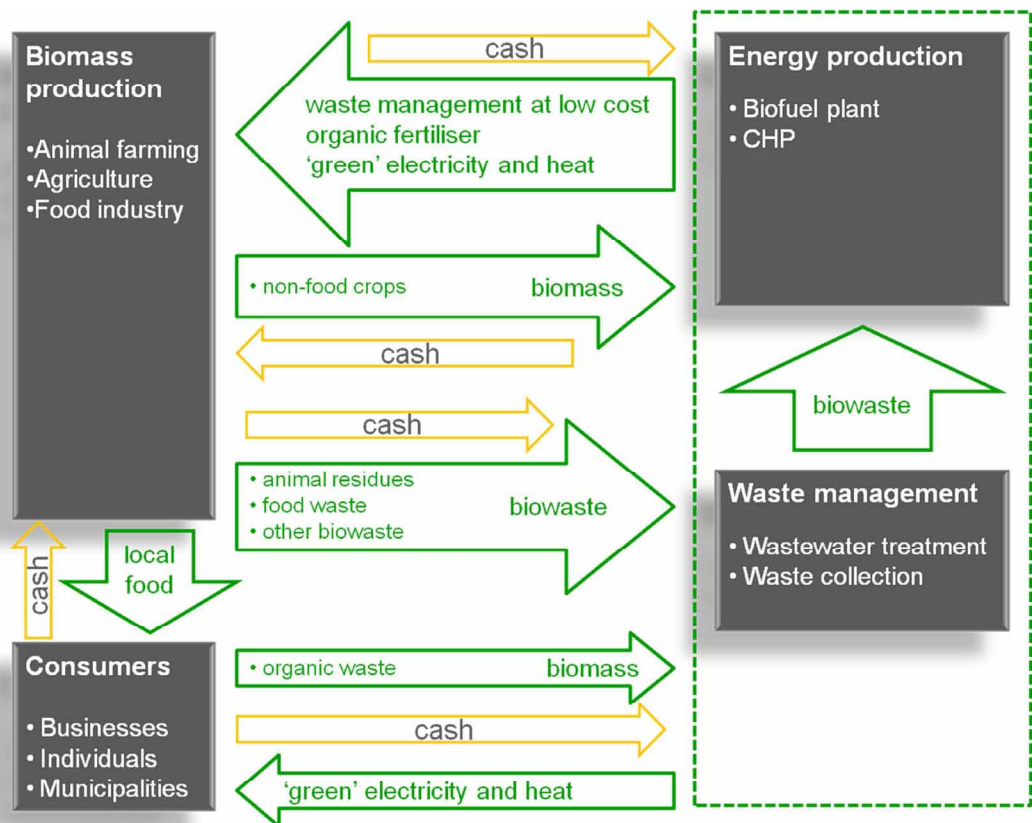 Biomass
production
•Animal farming
•Agriculture
•Food industry
cash
waste management at low cost
organic fertiliser
‘green’ electricity and heat
Energy production
• Biofuel plant
• CHP
• non-food crops
biomass
cash
cash
• animal residues
• food waste
• other biowaste
biowaste
biowaste
Waste management
• Wastewater treatment
• Waste collection
cash
local
food
Consumers
• Businesses
• Individuals
• Municipalities
• organic waste
biomass
cash
‘green’ electricity and heat